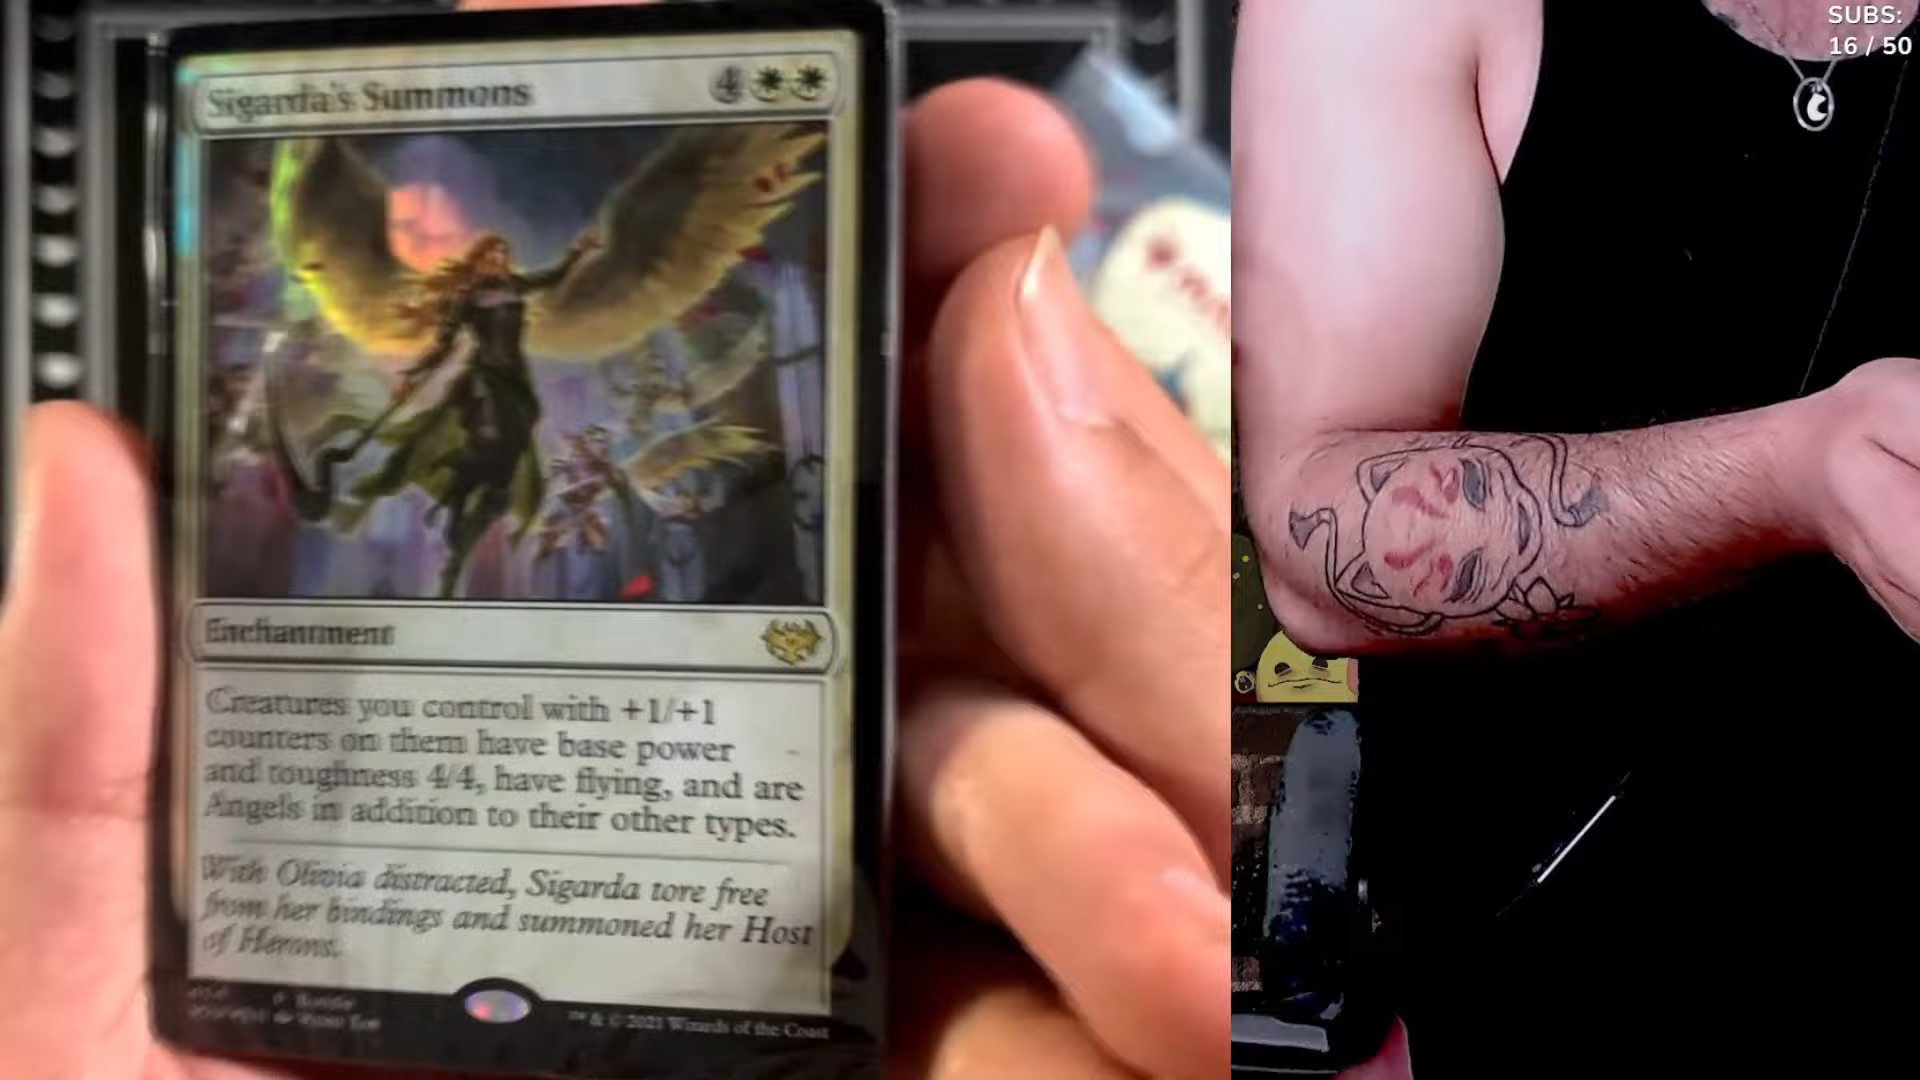 Sigarda's Summons 4
Enchantment
Creatures you control with +1/+1
counters on them have base power
and toughness 4/4, have flying, and are
Angels in addition to their other types.
With Olivia distracted, Sigarda tore free
from her bindings and summoned her Host
of Herons.
™ & © 2021 Wizards of the Coast
SUBS:
16 / 50